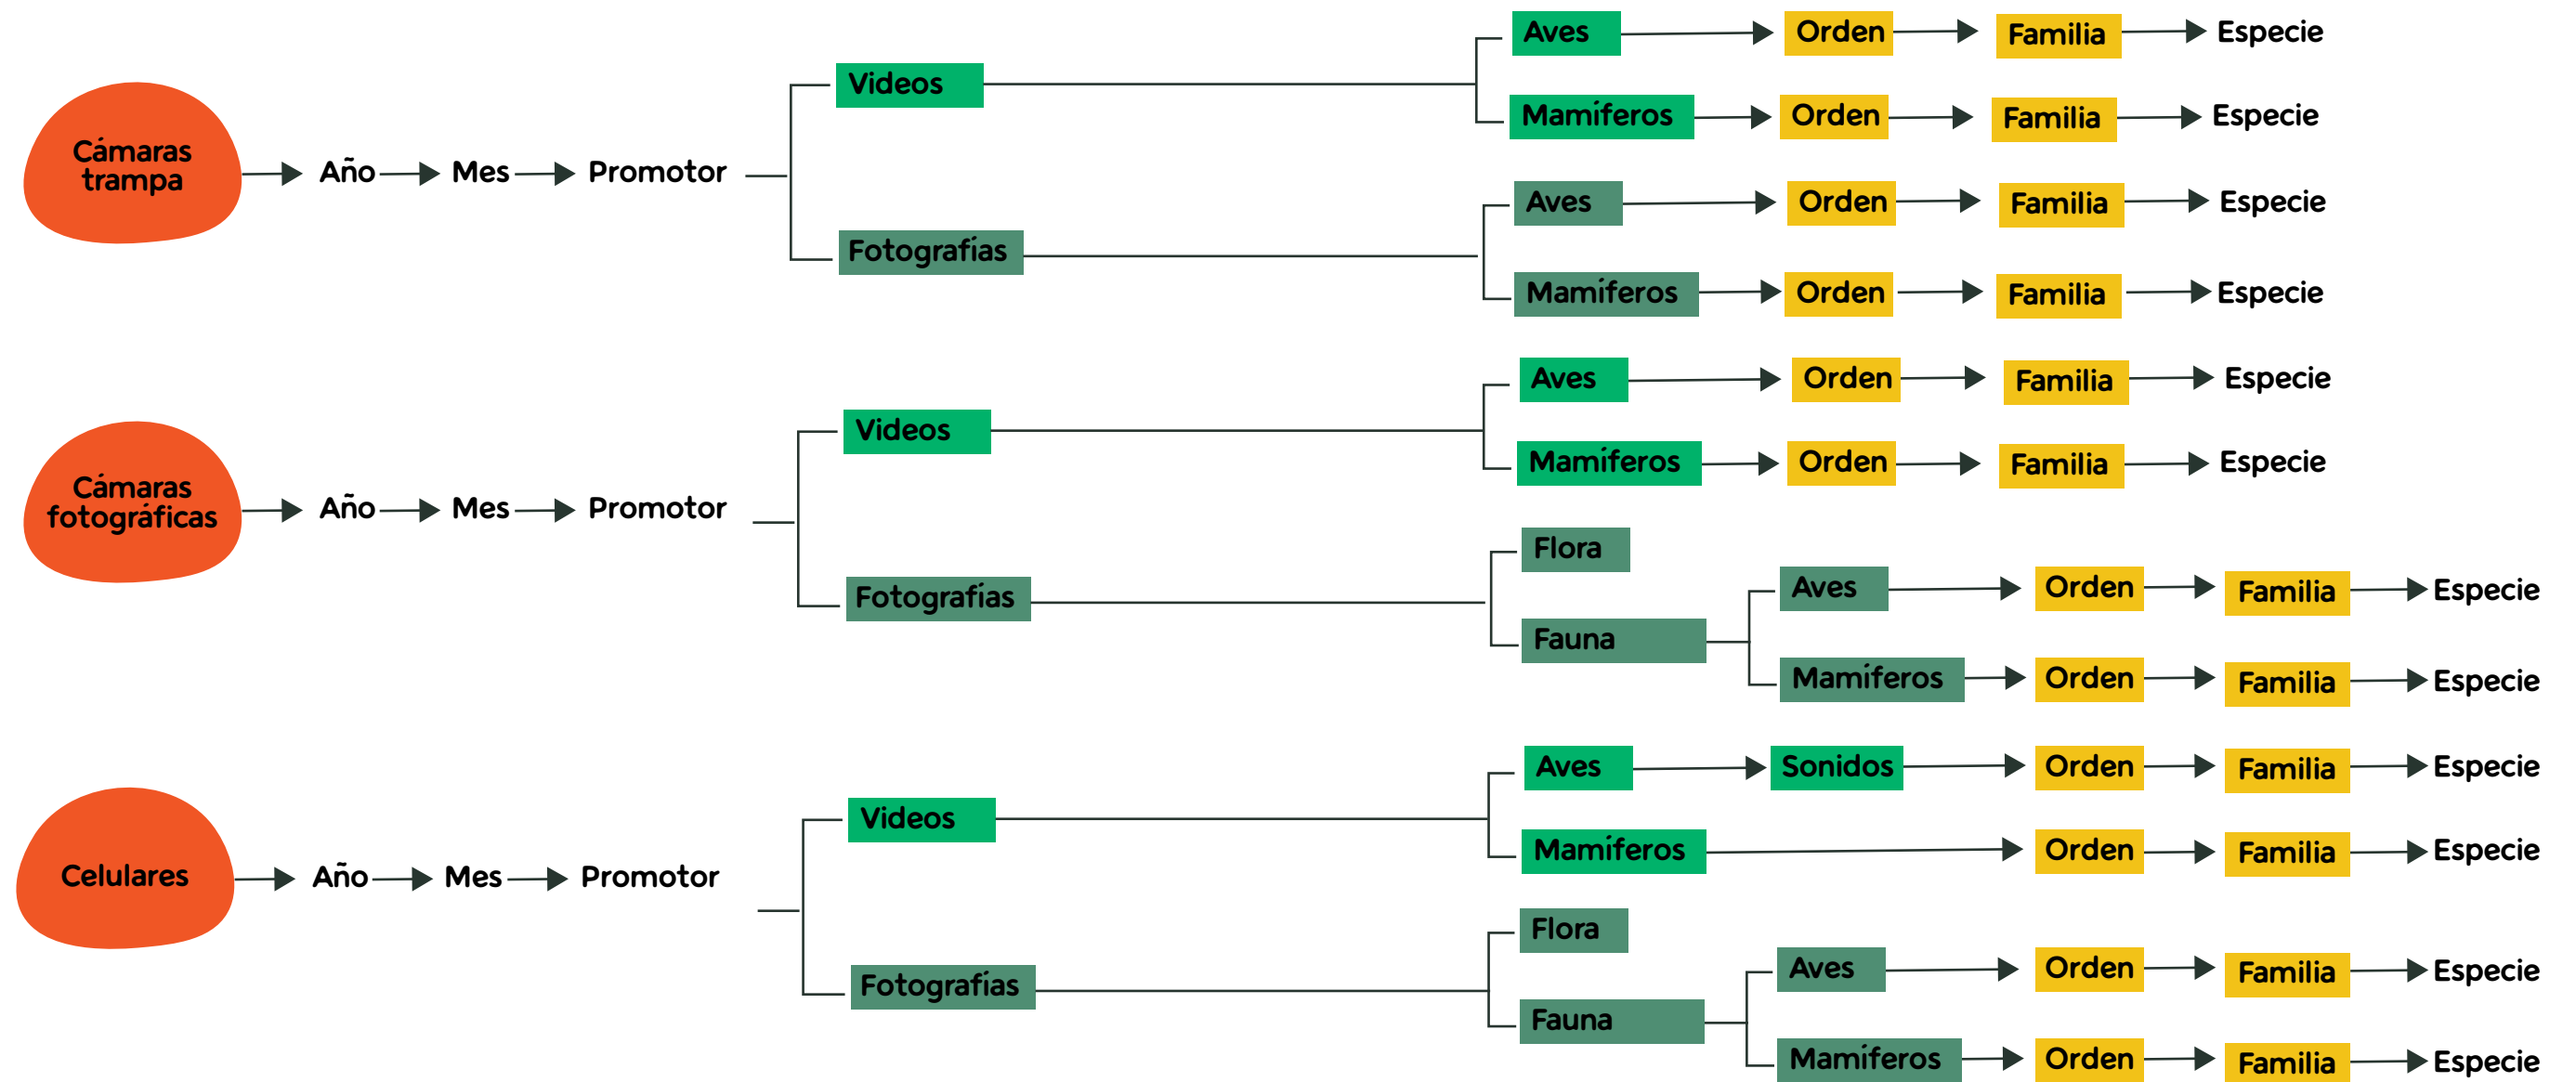 Aves Orden Familia Especie
Videos
Mamíferos Orden Familia Especie
Cámaras
trampa
Año Mes Promotor
Aves Orden Familia Especie
Fotografías
Mamíferos Orden Familia Especie
Aves Orden Familia Especie
Videos
Mamíferos Orden Familia Especie
Cámaras
fotográficas
Año Mes Promotor
Flora
Aves Orden Familia Especie
Fotografías
Fauna
Mamíferos Orden Familia Especie
Aves Sonidos Orden Familia Especie
Videos
Mamíferos Orden Familia Especie
Celulares Año Mes Promotor
Flora
Aves Orden Familia Especie
Fotografías
Fauna
Mamíferos Orden Familia Especie